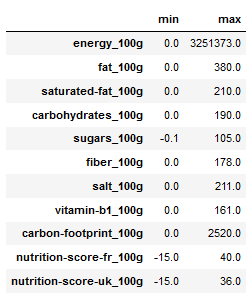 min max
energy_100g 0.0 3251373.0
fat_100g 0.0 380.0
saturated-fat_100g 0.0 210.0
carbohydrates_100g 0.0 190.0
sugars_100g -0.1 105.0
fiber_100g 0.0 178.0
salt_100g 0.0 211.0
vitamin-b1_100g 0.0 161.0
carbon-footprint_100g 0.0 2520.0
nutrition-score-fr_100g -15.0 40.0
nutrition-score-uk_100g -15.0 36.0